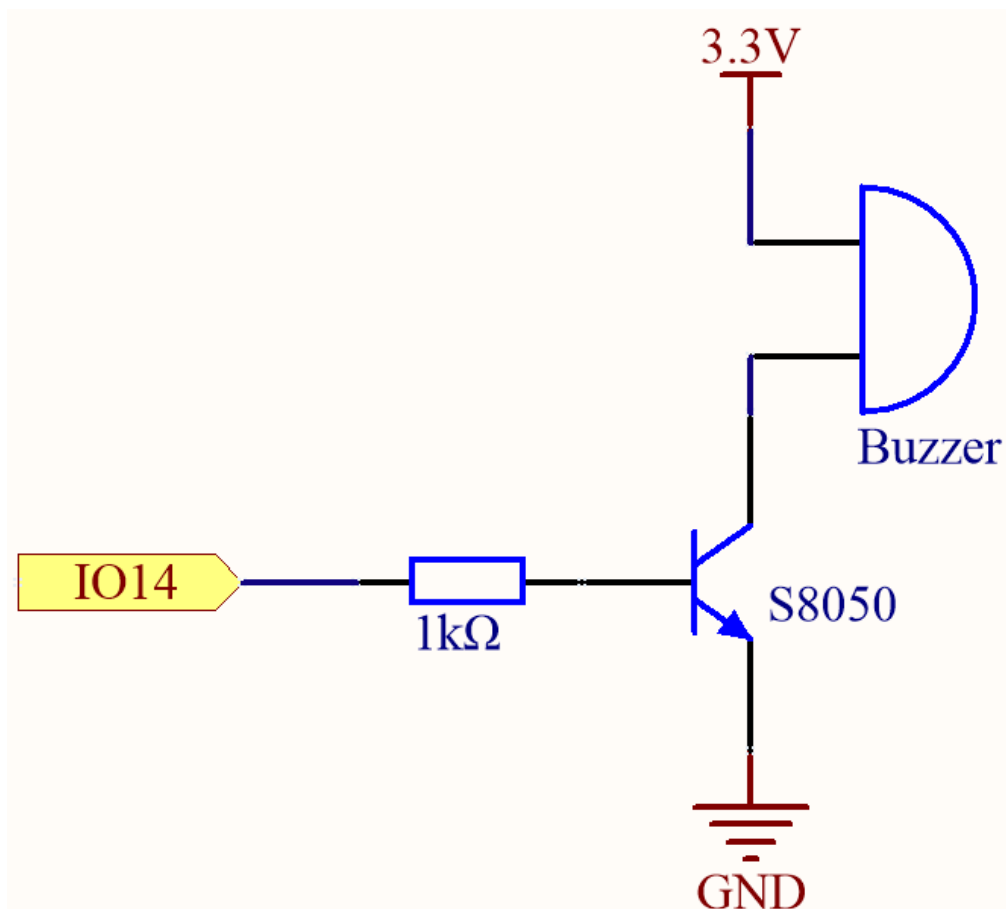 3.3V
Buzzer
IO14
1kΩ
S8050
GND